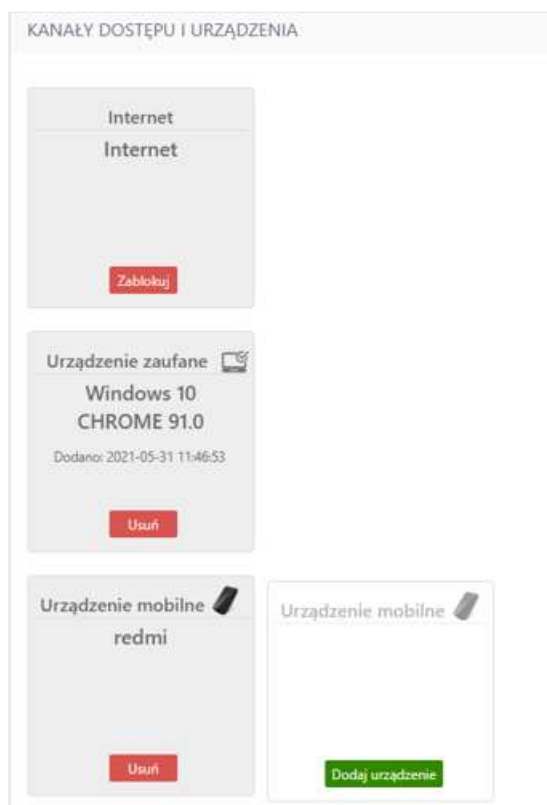 KANAŁY DOSTĘPU I URZĄDZENIA
Internet
Internet
Zablokuj
Urządzenie zaufane
Windows 10
CHROME 91.0
Dodano: 2021-05-31 11:46:53
Usuń
Urządzenie mobilne
redmi
Usuń
Urządzenie mobilne
Dodaj urządzenie